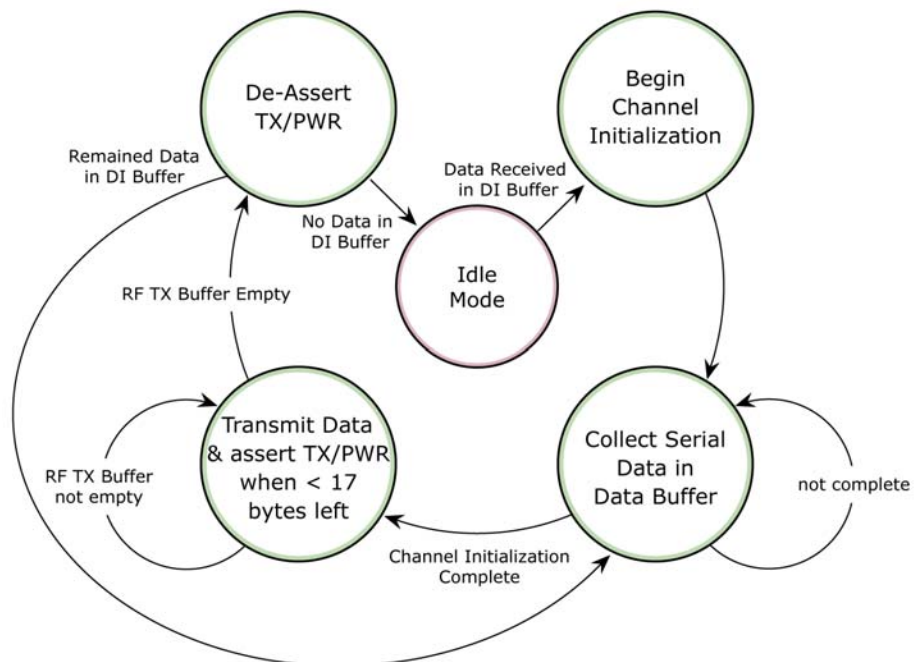 De-Assert
TX/PWR
Begin
Channel
Initialization
Remained Data
in DI Buffer
Data Received
in DI Buffer
No Data in
DI Buffer
Idle
Mode
RF TX Buffer Empty
Transmit Data
& assert TX/PWR
when < 17
bytes left
Collect Serial
Data in
Data Buffer
RF TX Buffer
not empty
not complete
Channel Initialization
Complete